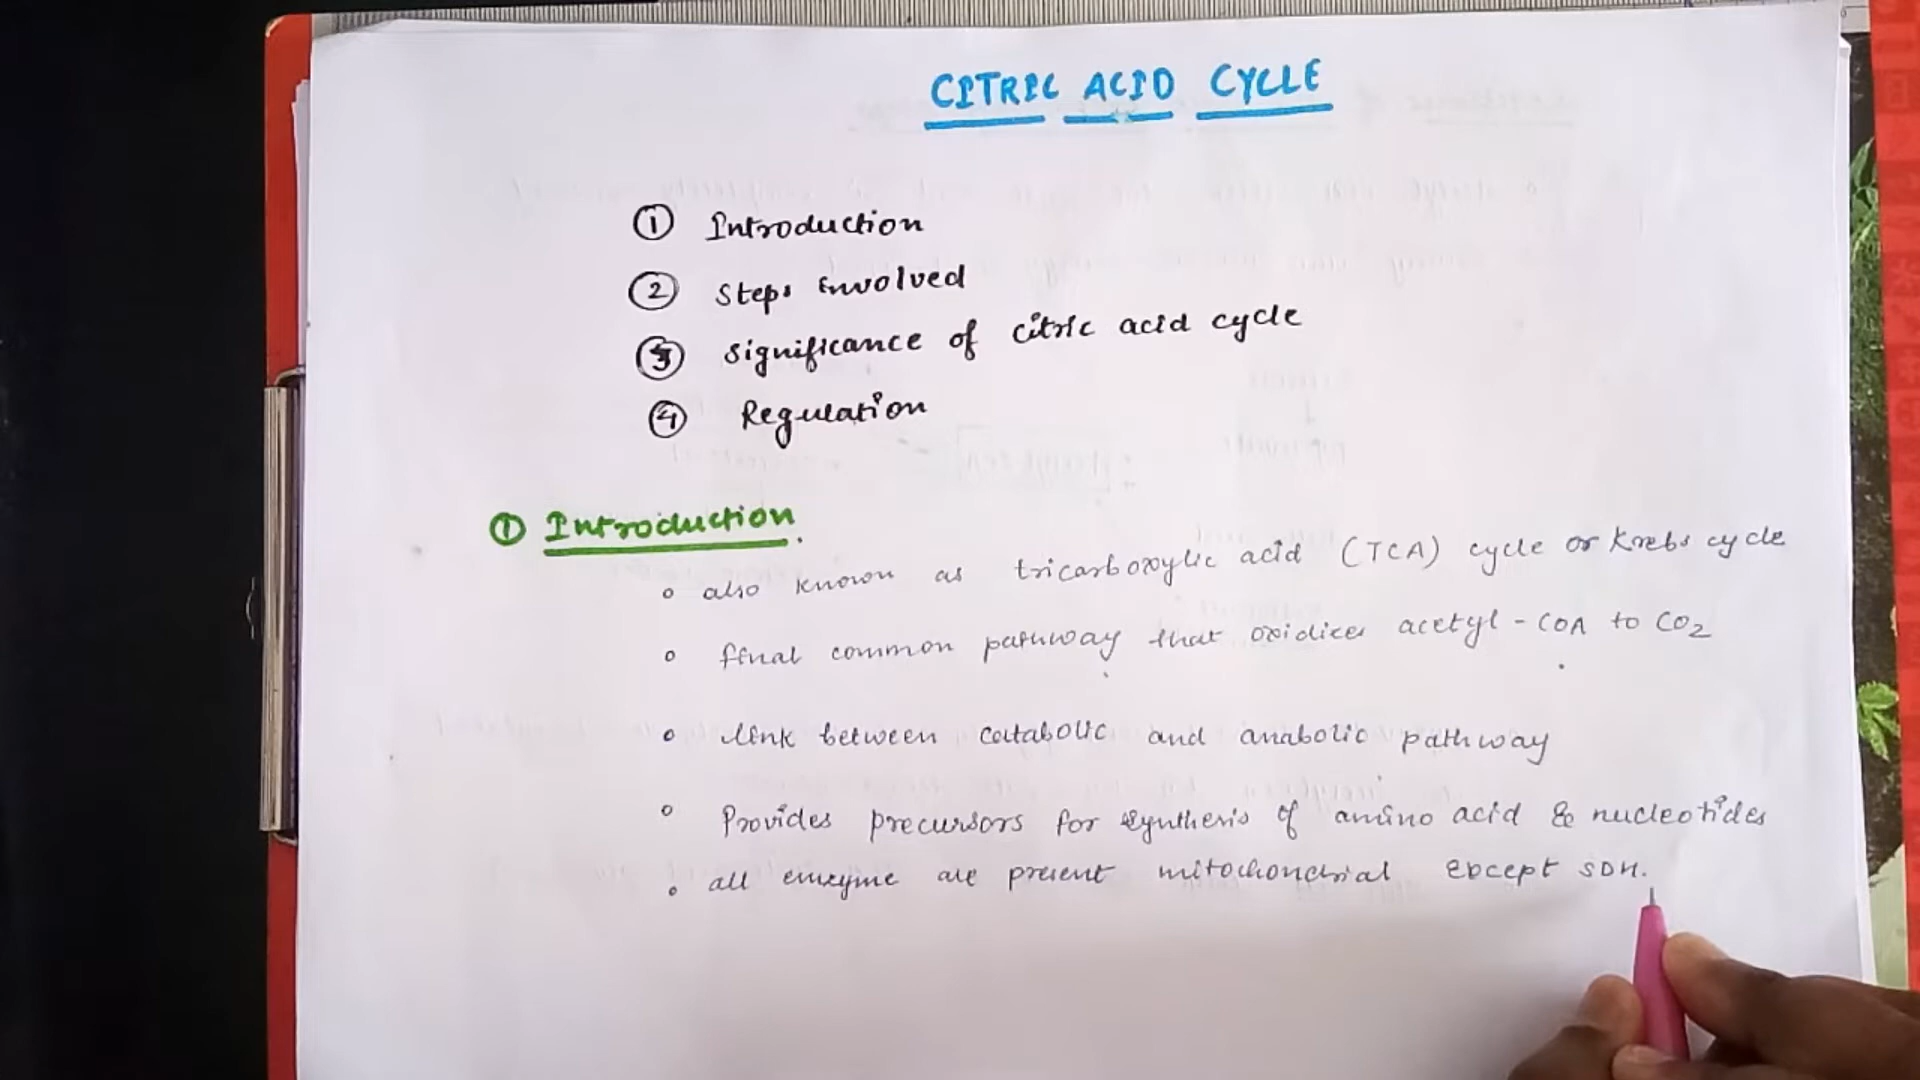 CITRIC ACID CYCLE
① Introduction
② Steps involved
③ Significance of Citric acid cycle
④ Regulation
① Introduction.
also known as tricarboxylic acid (TCA) cycle or Krebs cycle
final common pathway that oxidizes acetyl-COA to CO2
link between catabolic and anabolic pathway
Provides precursors for synthesis of amino acid & nucleotides
all enzyme are present mitochondrial except SDH.